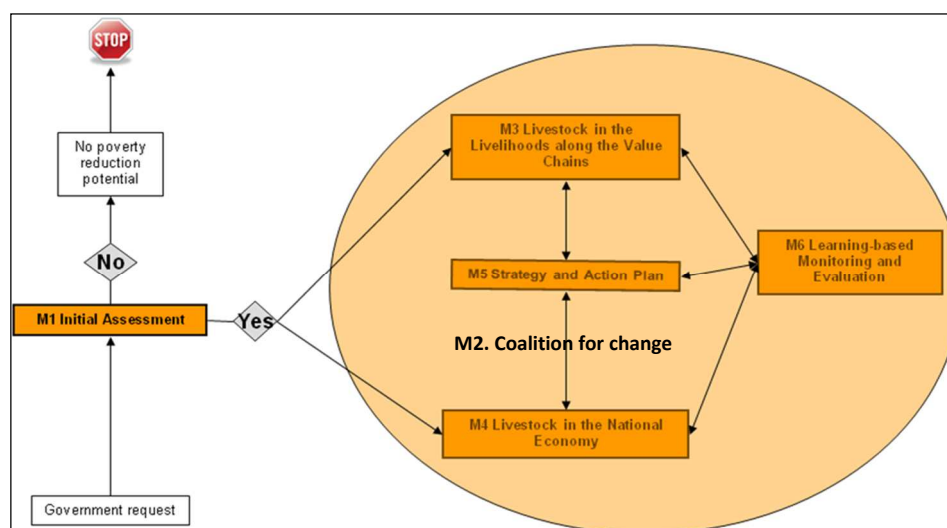 STOP
No poverty
reduction
potential
No
M1 Initial Assessment
Yes
Government request
M3 Livestock in the
Livelihoods along the Value
Chains
M5 Strategy and Action Plan
M2. Coalition for change
M4 Livestock in the National
Economy
M6 Learning-based
Monitoring and
Evaluation